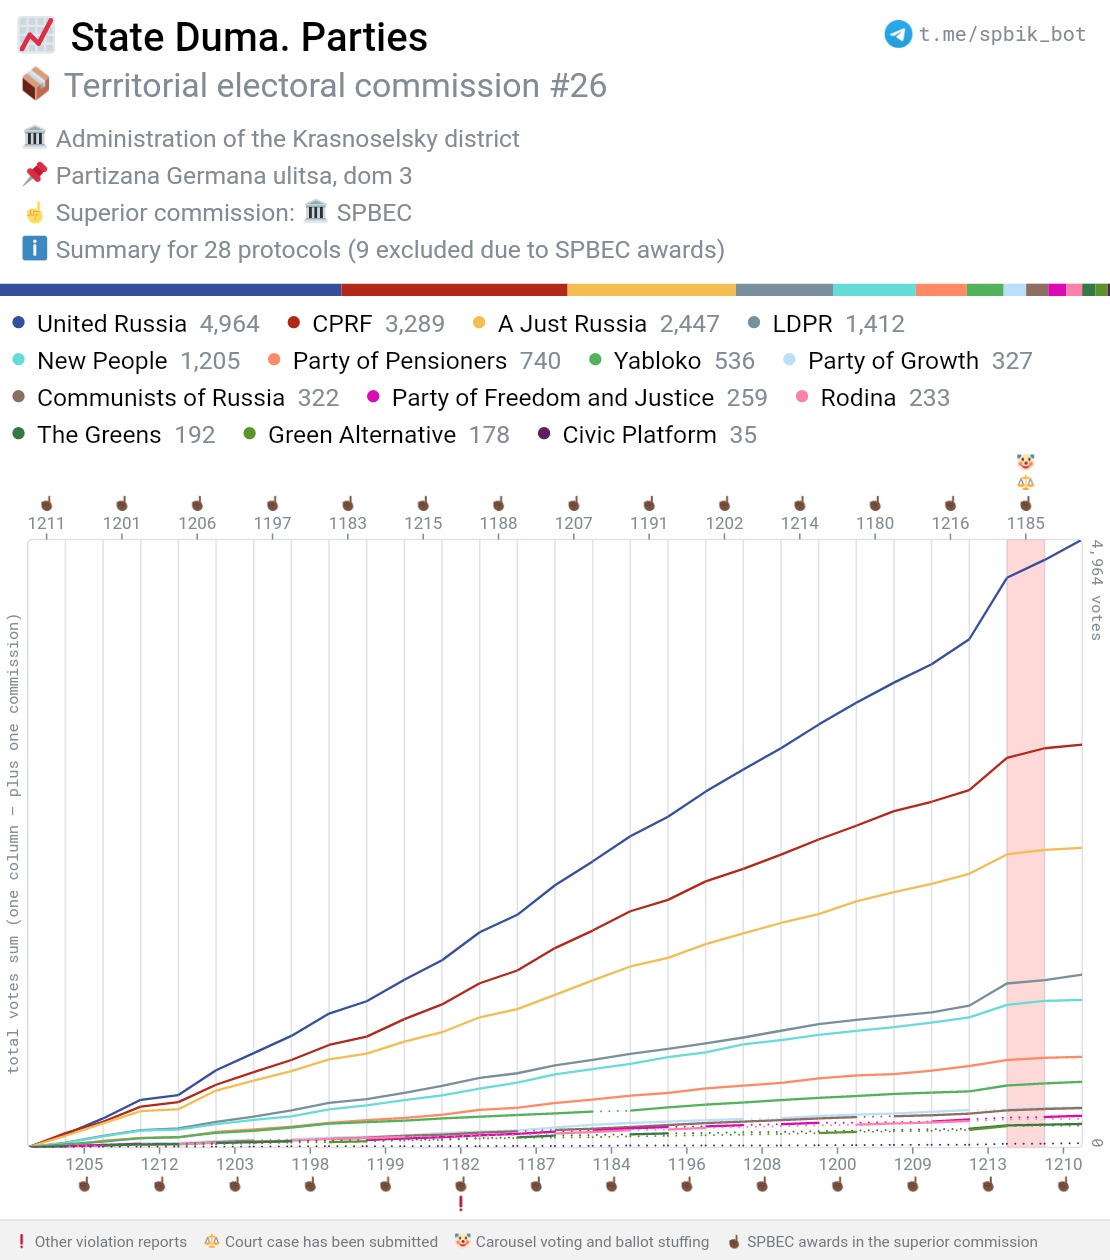 State Duma. Parties
t.me/spbik_bot
Territorial electoral commission #26
Administration of the Krasnoselsky district
Partizana Germana ulitsa, dom 3
Superior commission: SPBEC
Summary for 28 protocols (9 excluded due to SPBEC awards)
United Russia 4,964 CPRF 3,289 A Just Russia 2,447 LDPR 1,412
New People 1,205 Party of Pensioners 740 Yabloko 536 Party of Growth 327
Communists of Russia 322 Party of Freedom and Justice 259 Rodina 233
The Greens 192 Green Alternative 178 Civic Platform 35
1211 1201 1206 1197 1183 1215 1188 1207 1191 1202 1214 1180 1216 1185
4,964 votes
total votes sum (one column – plus one commission)
0
1205 1212 1203 1198 1199 1182 1187 1184 1196 1208 1200 1209 1213 1210
Other violation reports Court case has been submitted Carousel voting and ballot stuffing SPBEC awards in the superior commission